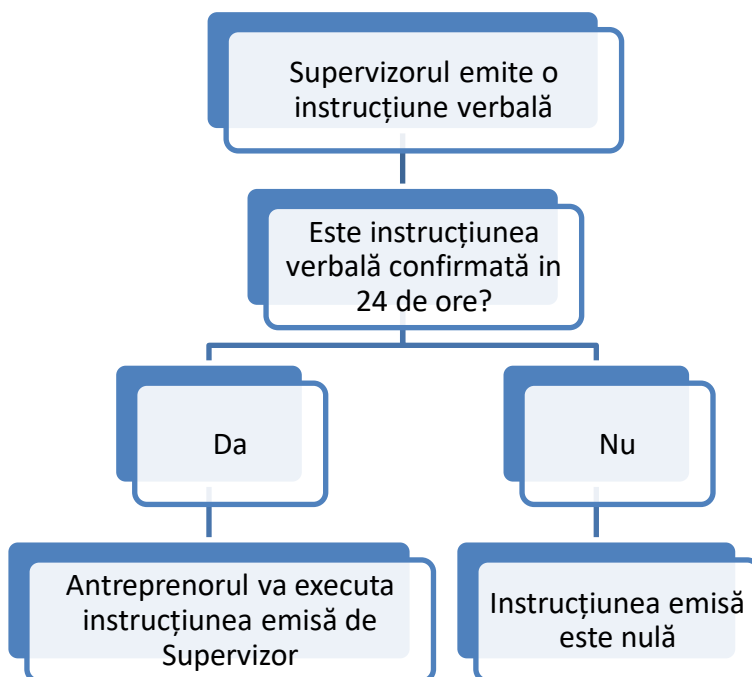 Supervizorul emite o
instrucțiune verbală
Este instrucțiunea
verbală confirmată in
24 de ore?
Da
Nu
Antreprenorul va executa
instrucțiunea emisă de
Supervizor
Instrucțiunea emisă
este nulă